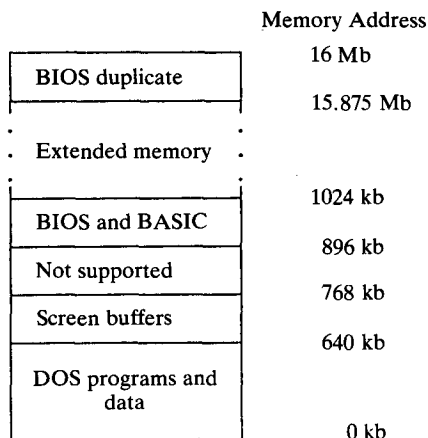 Memory Address
16 Mb
BIOS duplicate
15.875 Mb
Extended memory
1024 kb
BIOS and BASIC
896 kb
Not supported
768 kb
Screen buffers
640 kb
DOS programs and
data
0 kb